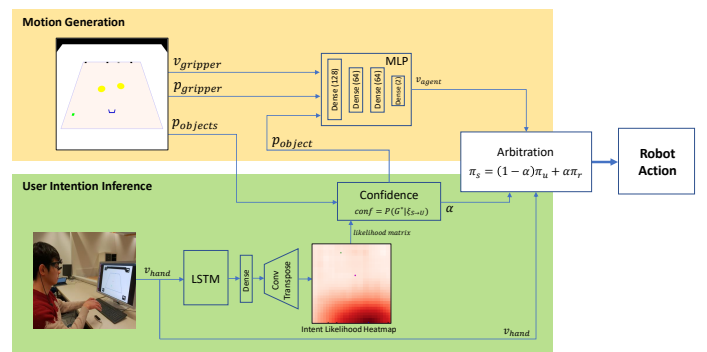 Motion Generation
v_gripper
p_gripper
p_objects
MLP
Dense (128)
Dense (64)
Dense (64)
Dense (2)
v_agent
p_object
Arbitration
π_s = (1 − α)π_u + απ_r
Robot
Action
User Intention Inference
Confidence
conf = P(G*|ξ_{S→U})
α
likelihood matrix
v_hand
LSTM
Dense
Conv
Transpose
Intent Likelihood Heatmap
v_hand